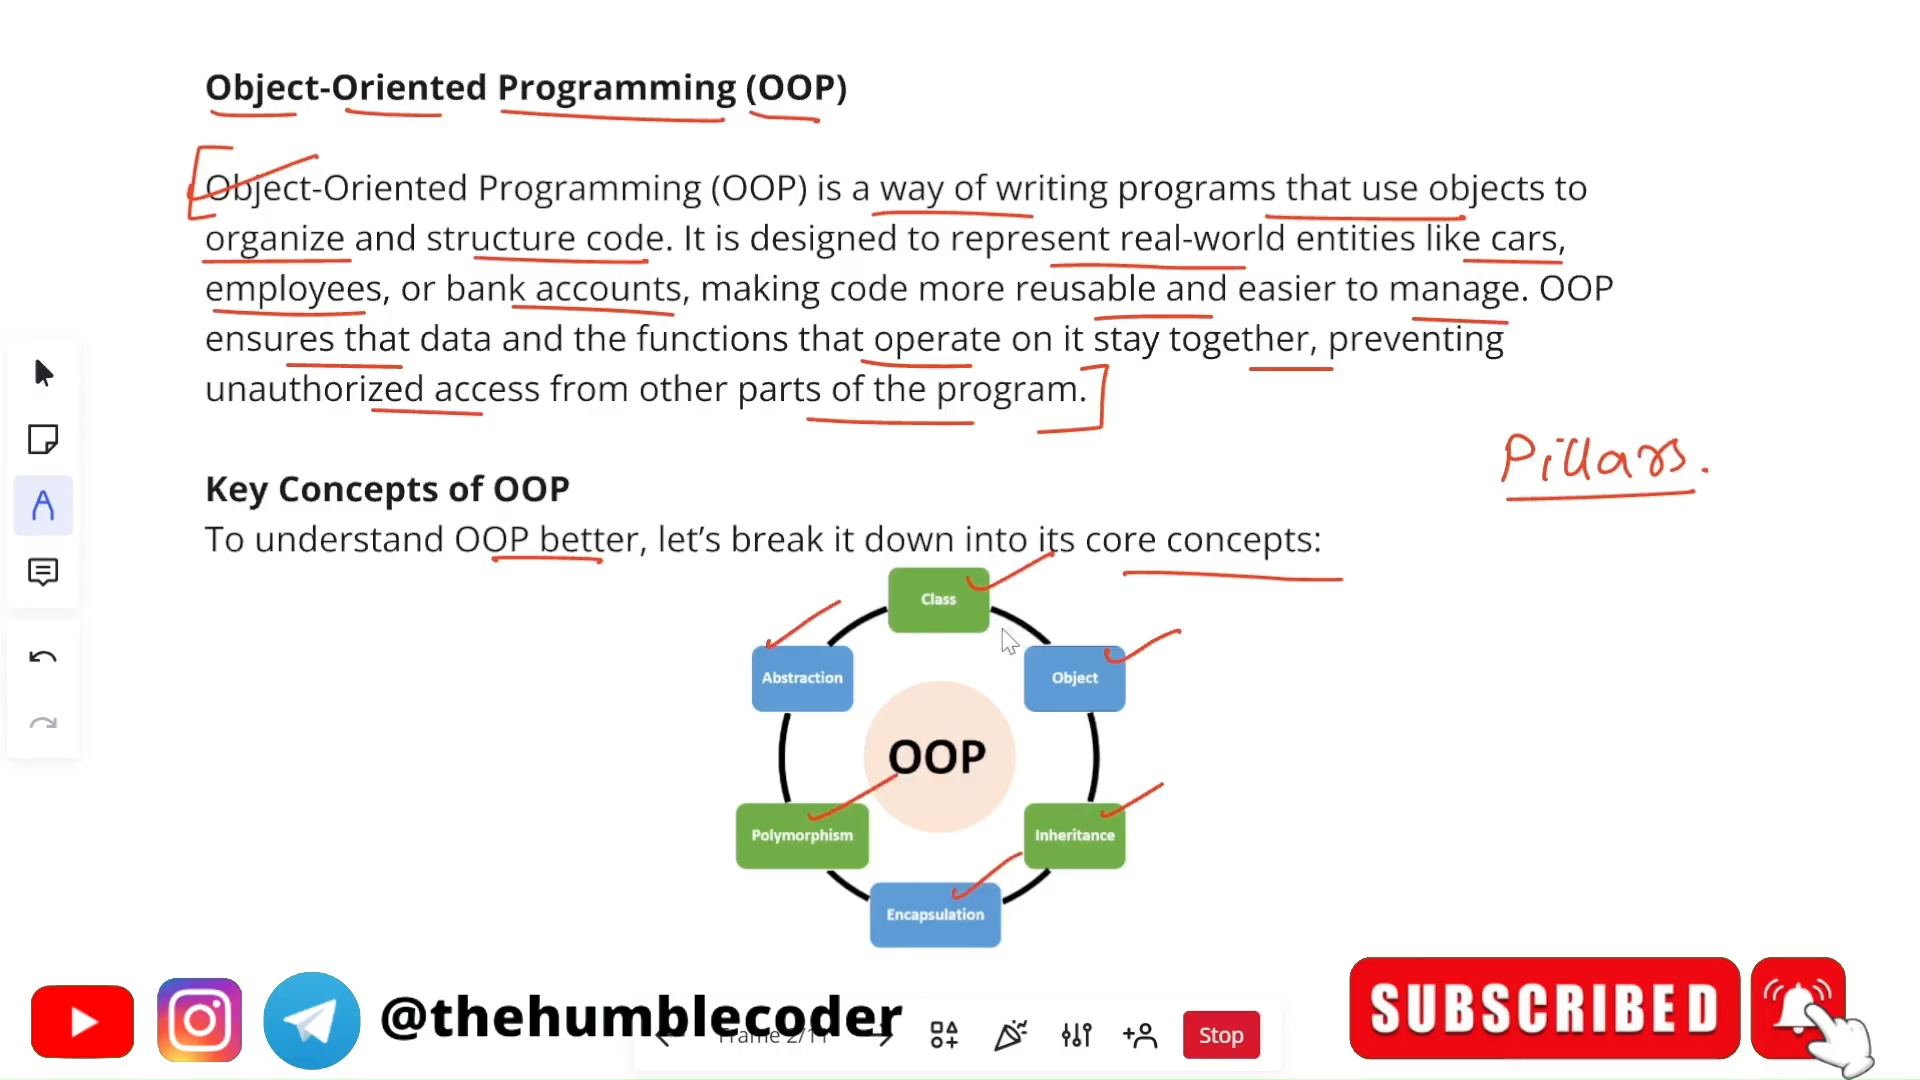 Object-Oriented Programming (OOP)
Object-Oriented Programming (OOP) is a way of writing programs that use objects to
organize and structure code. It is designed to represent real-world entities like cars,
employees, or bank accounts, making code more reusable and easier to manage. OOP
ensures that data and the functions that operate on it stay together, preventing
unauthorized access from other parts of the program.
Pillars.
Key Concepts of OOP
To understand OOP better, let's break it down into its core concepts:
Class
Abstraction
Object
OOP
Polymorphism
Inheritance
Encapsulation
@thehumblecoder
Frame 2/11
Stop
SUBSCRIBED